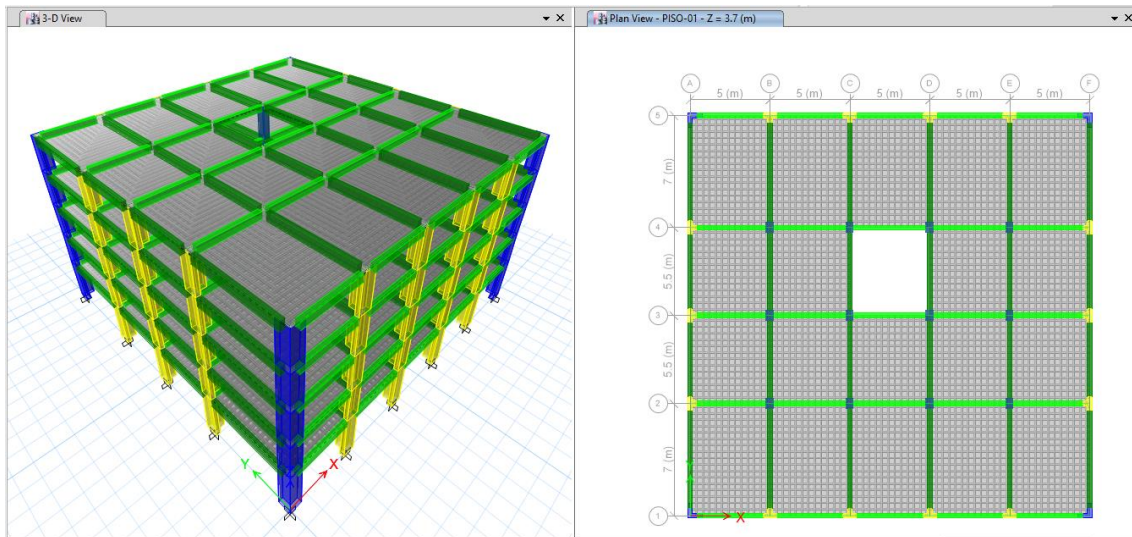 3-D View
Y
X
Plan View - PISO-01 - Z = 3.7 (m)
A B C D E F
5 (m) 5 (m) 5 (m) 5 (m) 5 (m)
5
7 (m)
4
5.5 (m)
3
5.5 (m)
2
7 (m)
1
X